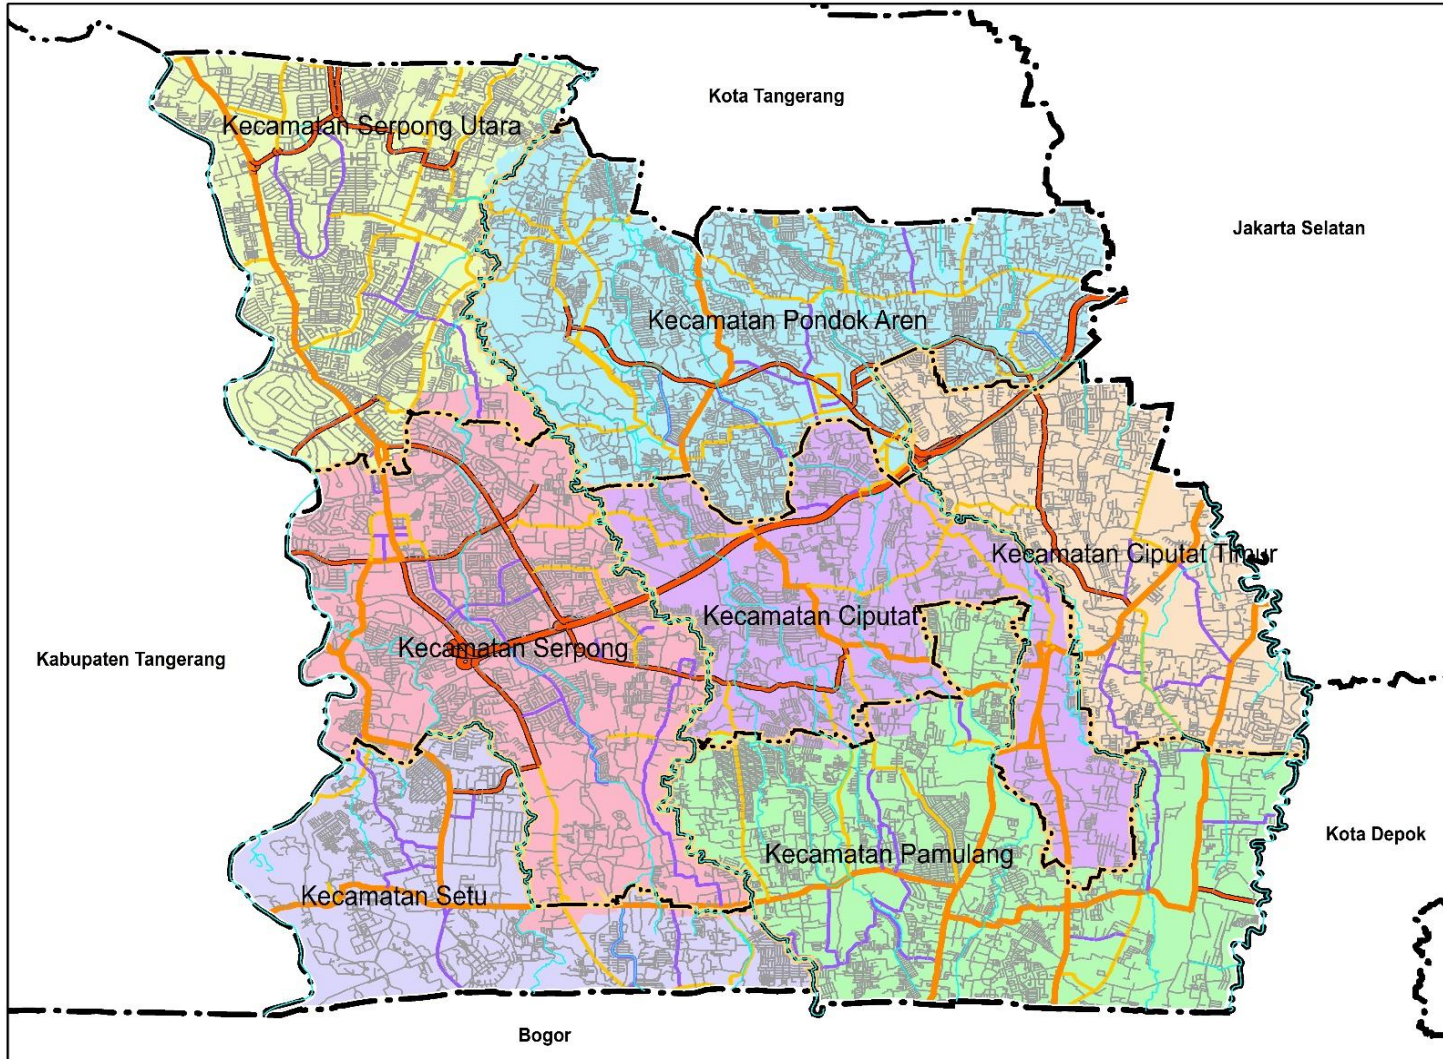 Kota Tangerang
Kecamatan Serpong Utara
Jakarta Selatan
Kecamatan Pondok Aren
Kecamatan Ciputat Timur
Kecamatan Ciputat
Kecamatan Serpong
Kabupaten Tangerang
Kota Depok
Kecamatan Pamulang
Kecamatan Setu
Bogor